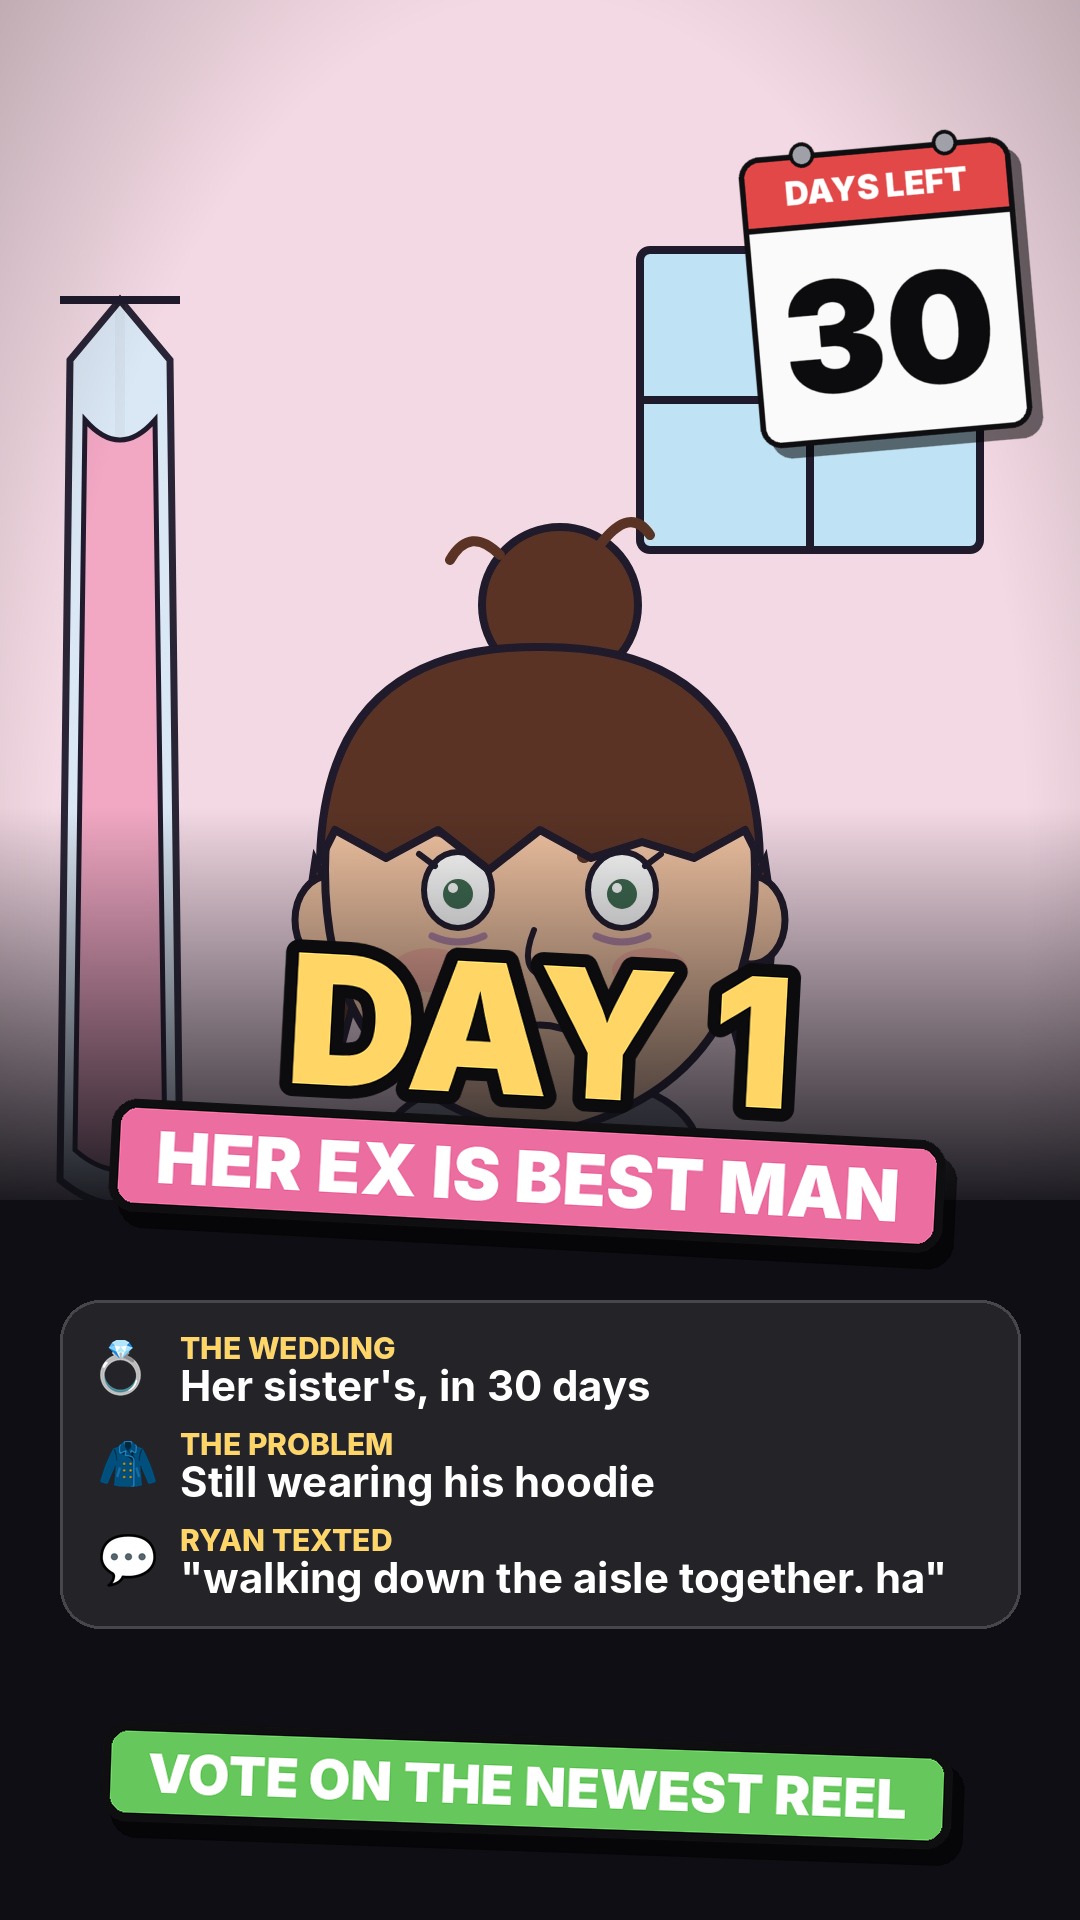 DAYS LEFT
30
DAY 1
HER EX IS BEST MAN
THE WEDDING
Her sister's, in 30 days
THE PROBLEM
Still wearing his hoodie
RYAN TEXTED
"walking down the aisle together. ha"
VOTE ON THE NEWEST REEL